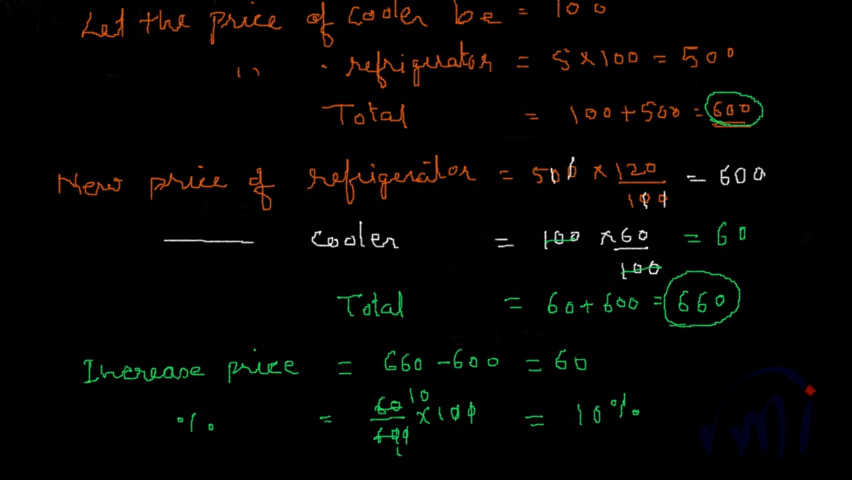 Let the price of cooler be = 100
" " refrigerator = 5 × 100 = 500
Total = 100 + 500 = 600
New price of refrigerator = 500 × 120/100 = 600
—— cooler = 100 × 60/100 = 60
Total = 60 + 600 = 660
Increase price = 660 - 600 = 60
% = 60/600 10 × 100 = 10%
rmi